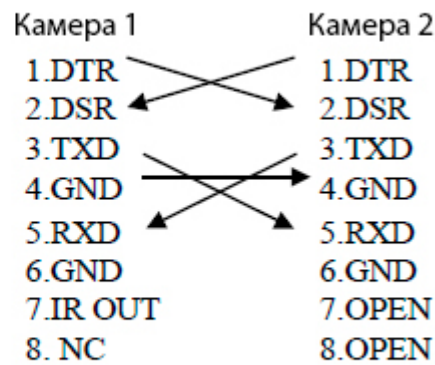 Камера 1 Камера 2
1.DTR 1.DTR
2.DSR 2.DSR
3.TXD 3.TXD
4.GND 4.GND
5.RXD 5.RXD
6.GND 6.GND
7.IR OUT 7.OPEN
8. NC 8.OPEN